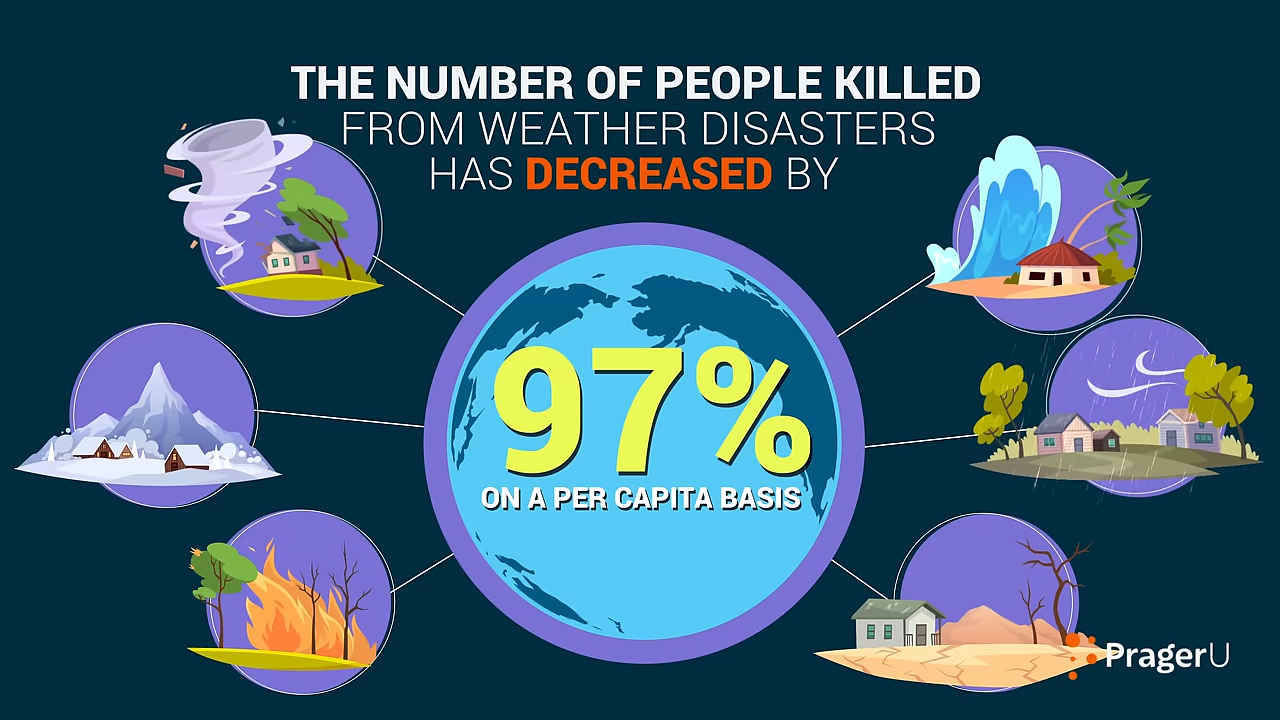 THE NUMBER OF PEOPLE KILLED
FROM WEATHER DISASTERS
HAS DECREASED BY
97%
ON A PER CAPITA BASIS
PragerU